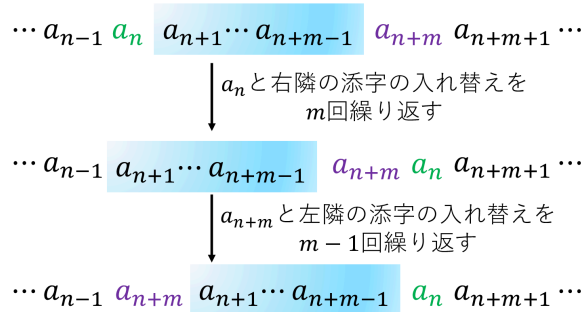 ⋯ a_{n−1} a_n a_{n+1} ⋯ a_{n+m−1} a_{n+m} a_{n+m+1} ⋯
a_nと右隣の添字の入れ替えを
m回繰り返す
⋯ a_{n−1} a_{n+1} ⋯ a_{n+m−1} a_{n+m} a_n a_{n+m+1} ⋯
a_{n+m}と左隣の添字の入れ替えを
m − 1回繰り返す
⋯ a_{n−1} a_{n+m} a_{n+1} ⋯ a_{n+m−1} a_n a_{n+m+1} ⋯